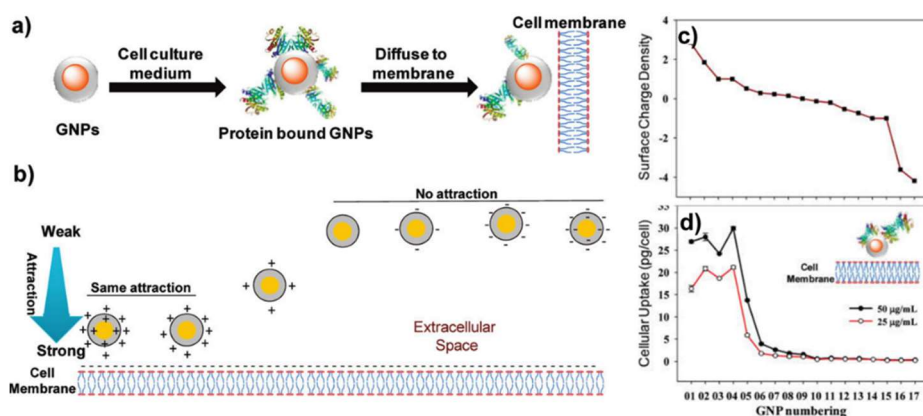 a)
Cell culture
medium
Diffuse to
membrane
Cell membrane
GNPs
Protein bound GNPs
b)
No attraction
Weak
Attraction
Same attraction
Strong
Extracellular
Space
Cell
Membrane
c)
Surface Charge Density
4
2
0
-2
-4
d)
Cellular Uptake (pg/cell)
35
30
25
20
15
10
5
0
Cell
Membrane
50 µg/mL
25 µg/mL
01 02 03 04 05 06 07 08 09 10 11 12 13 14 15 16 17
GNP numbering